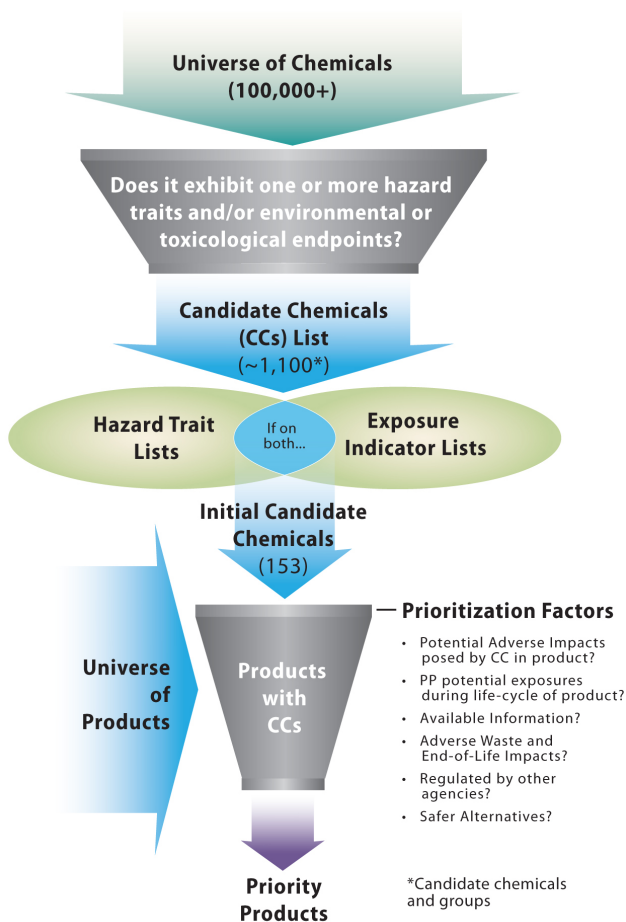 Universe of Chemicals
(100,000+)
Does it exhibit one or more hazard
traits and/or environmental or
toxicological endpoints?
Candidate Chemicals
(CCs) List
(~1,100*)
Hazard Trait
Lists
If on
both...
Exposure
Indicator Lists
Initial Candidate
Chemicals
(153)
Universe
of
Products
Products
with
CCs
Prioritization Factors
• Potential Adverse Impacts
posed by CC in product?
• PP potential exposures
during life-cycle of product?
• Available Information?
• Adverse Waste and
End-of-Life Impacts?
• Regulated by other
agencies?
• Safer Alternatives?
Priority
Products
*Candidate chemicals
and groups